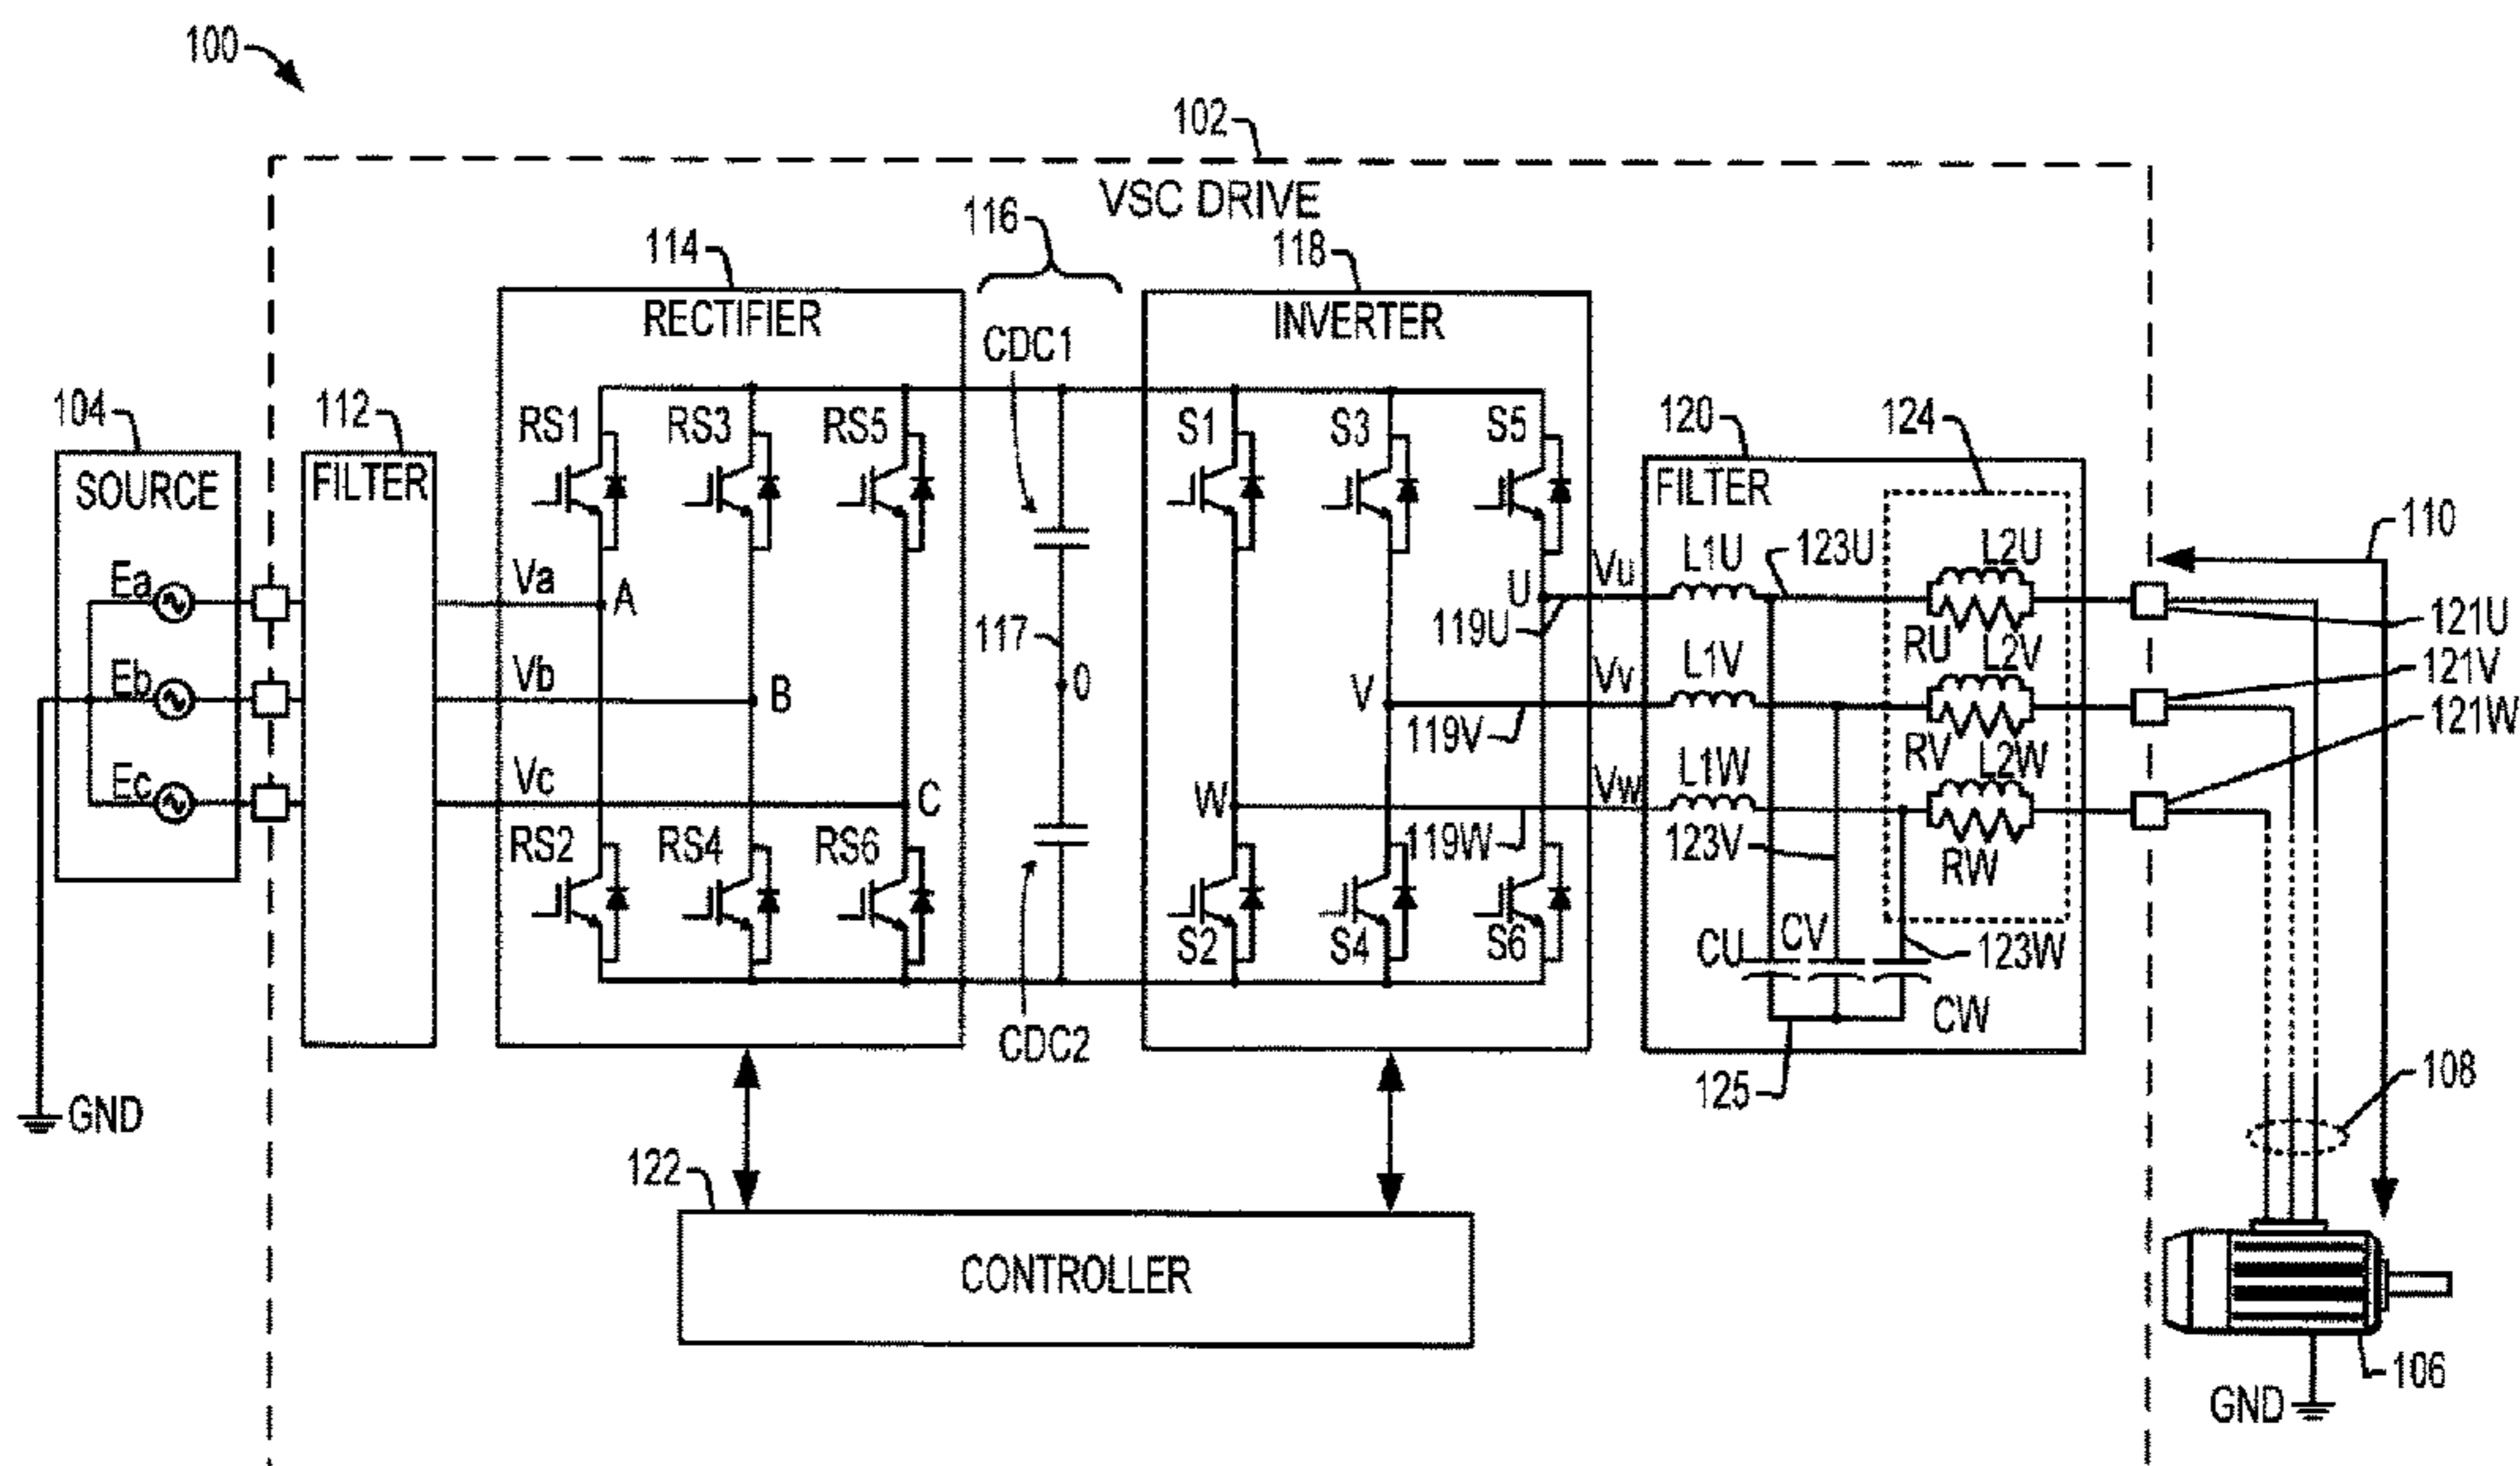 100
102
VSC DRIVE
116
114
118
RECTIFIER
INVERTER
CDC1
104
112
120
124
RS1
RS3
RS5
S1
S3
S5
SOURCE
FILTER
FILTER
110
Ea
Va
A
U
Vu
L1U
123U
L2U
117
119U
RU
121U
Eb
Vb
B
0
V
Vv
L1V
L2V
121V
119V
RV
121W
Ec
Vc
C
W
Vw
L1W
L2W
119W
123V
RW
RS2
RS4
RS6
S2
S4
S6
CU
CV
123W
CW
CDC2
125
108
GND
122
CONTROLLER
106
GND